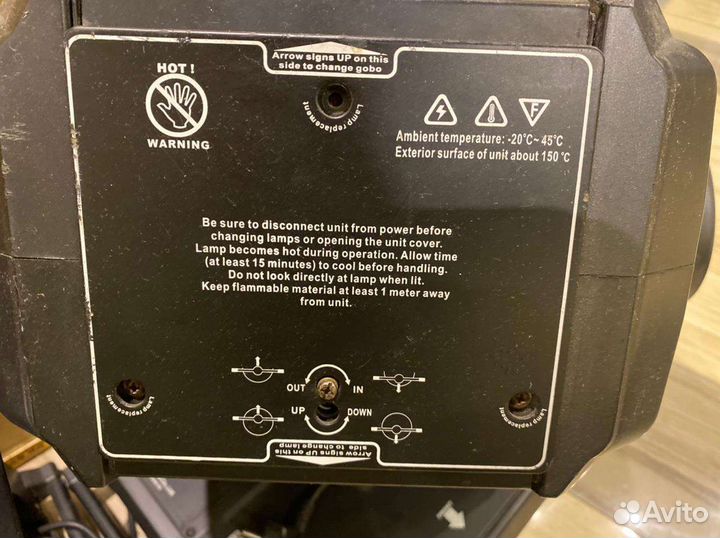 Arrow signs UP on this
side to change gobo
HOT !
WARNING
Lamp replacement
F
Ambient temperature: -20°C~ 45°C
Exterior surface of unit about 150 °C
Be sure to disconnect unit from power before
changing lamps or opening the unit cover.
Lamp becomes hot during operation. Allow time
(at least 15 minutes) to cool before handling.
Do not look directly at lamp when lit.
Keep flammable material at least 1 meter away
from unit.
OUT IN
UP DOWN
Lamp replacement
Lamp replacement
Arrow signs UP on this
side to change lamp
Avito